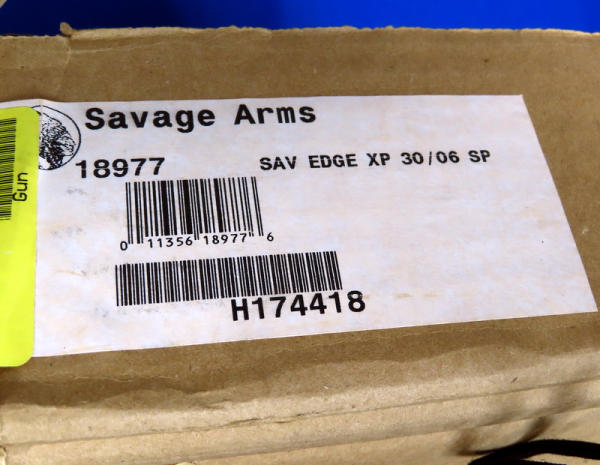 Savage Arms
18977 SAV EDGE XP 30/06 SP
0 11356 18977 6
H174418
Gun